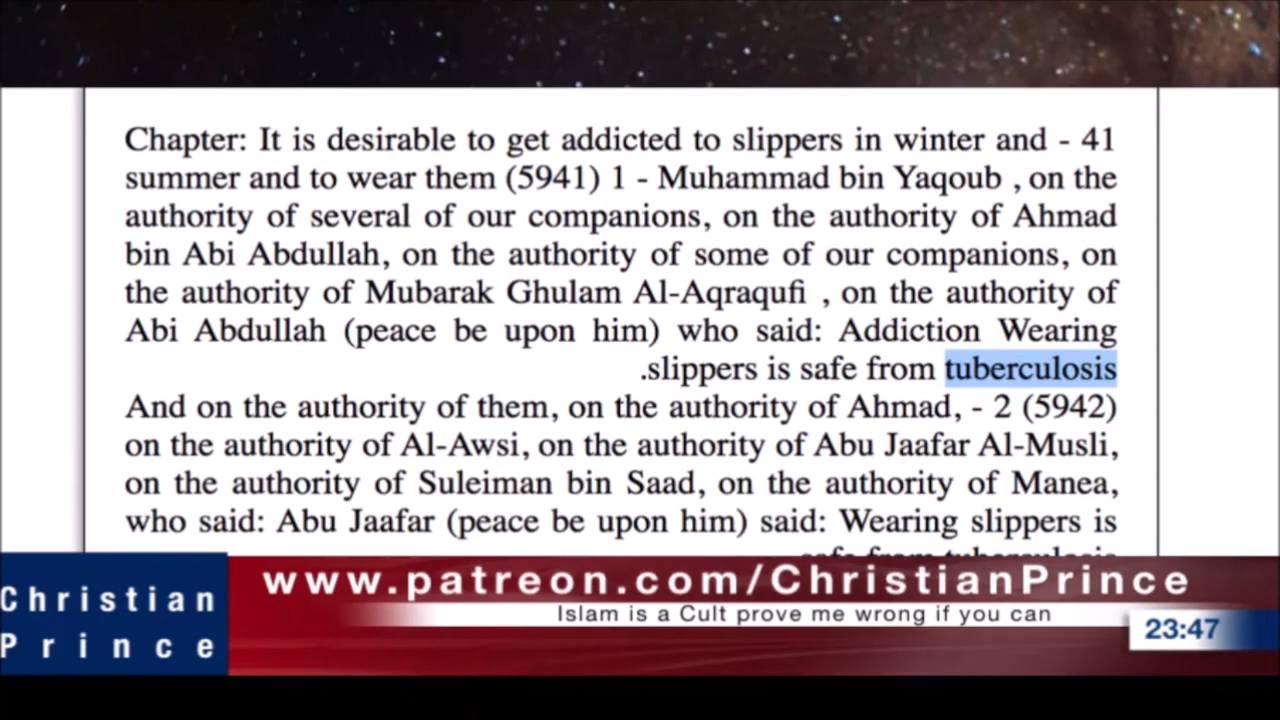 Chapter: It is desirable to get addicted to slippers in winter and - 41
summer and to wear them (5941) 1 - Muhammad bin Yaqoub , on the
authority of several of our companions, on the authority of Ahmad
bin Abi Abdullah, on the authority of some of our companions, on
the authority of Mubarak Ghulam Al-Aqraqufi , on the authority of
Abi Abdullah (peace be upon him) who said: Addiction Wearing
.slippers is safe from tuberculosis
And on the authority of them, on the authority of Ahmad, - 2 (5942)
on the authority of Al-Awsi, on the authority of Abu Jaafar Al-Musli,
on the authority of Suleiman bin Saad, on the authority of Manea,
who said: Abu Jaafar (peace be upon him) said: Wearing slippers is
safe from tuberculosis
www.patreon.com/ChristianPrince
Islam is a Cult prove me wrong if you can
Christian
Prince
23:47